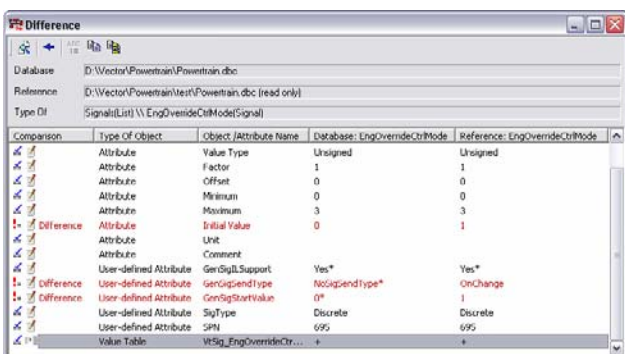 Difference
Database D:\Vector\Powertrain\Powertrain.dbc
Reference D:\Vector\Powertrain\test\Powertrain.dbc (read only)
Type Of Signals(List) \\ EngOverrideCtrlMode(Signal)
Comparison Type Of Object Object /Attribute Name Database: EngOverrideCtrlMode Reference: EngOverrideCtrlMode
Attribute Value Type Unsigned Unsigned
Attribute Factor 1 1
Attribute Offset 0 0
Attribute Minimum 0 0
Attribute Maximum 3 3
Difference Attribute Initial Value 0 1
Attribute Unit
Attribute Comment
User-defined Attribute GenSigILSupport Yes* Yes*
Difference User-defined Attribute GenSigSendType NoSigSendType* OnChange
Difference User-defined Attribute GenSigStartValue 0* 1
User-defined Attribute SigType Discrete Discrete
User-defined Attribute SPN 695 695
Value Table VtSig_EngOverrideCtr... + +